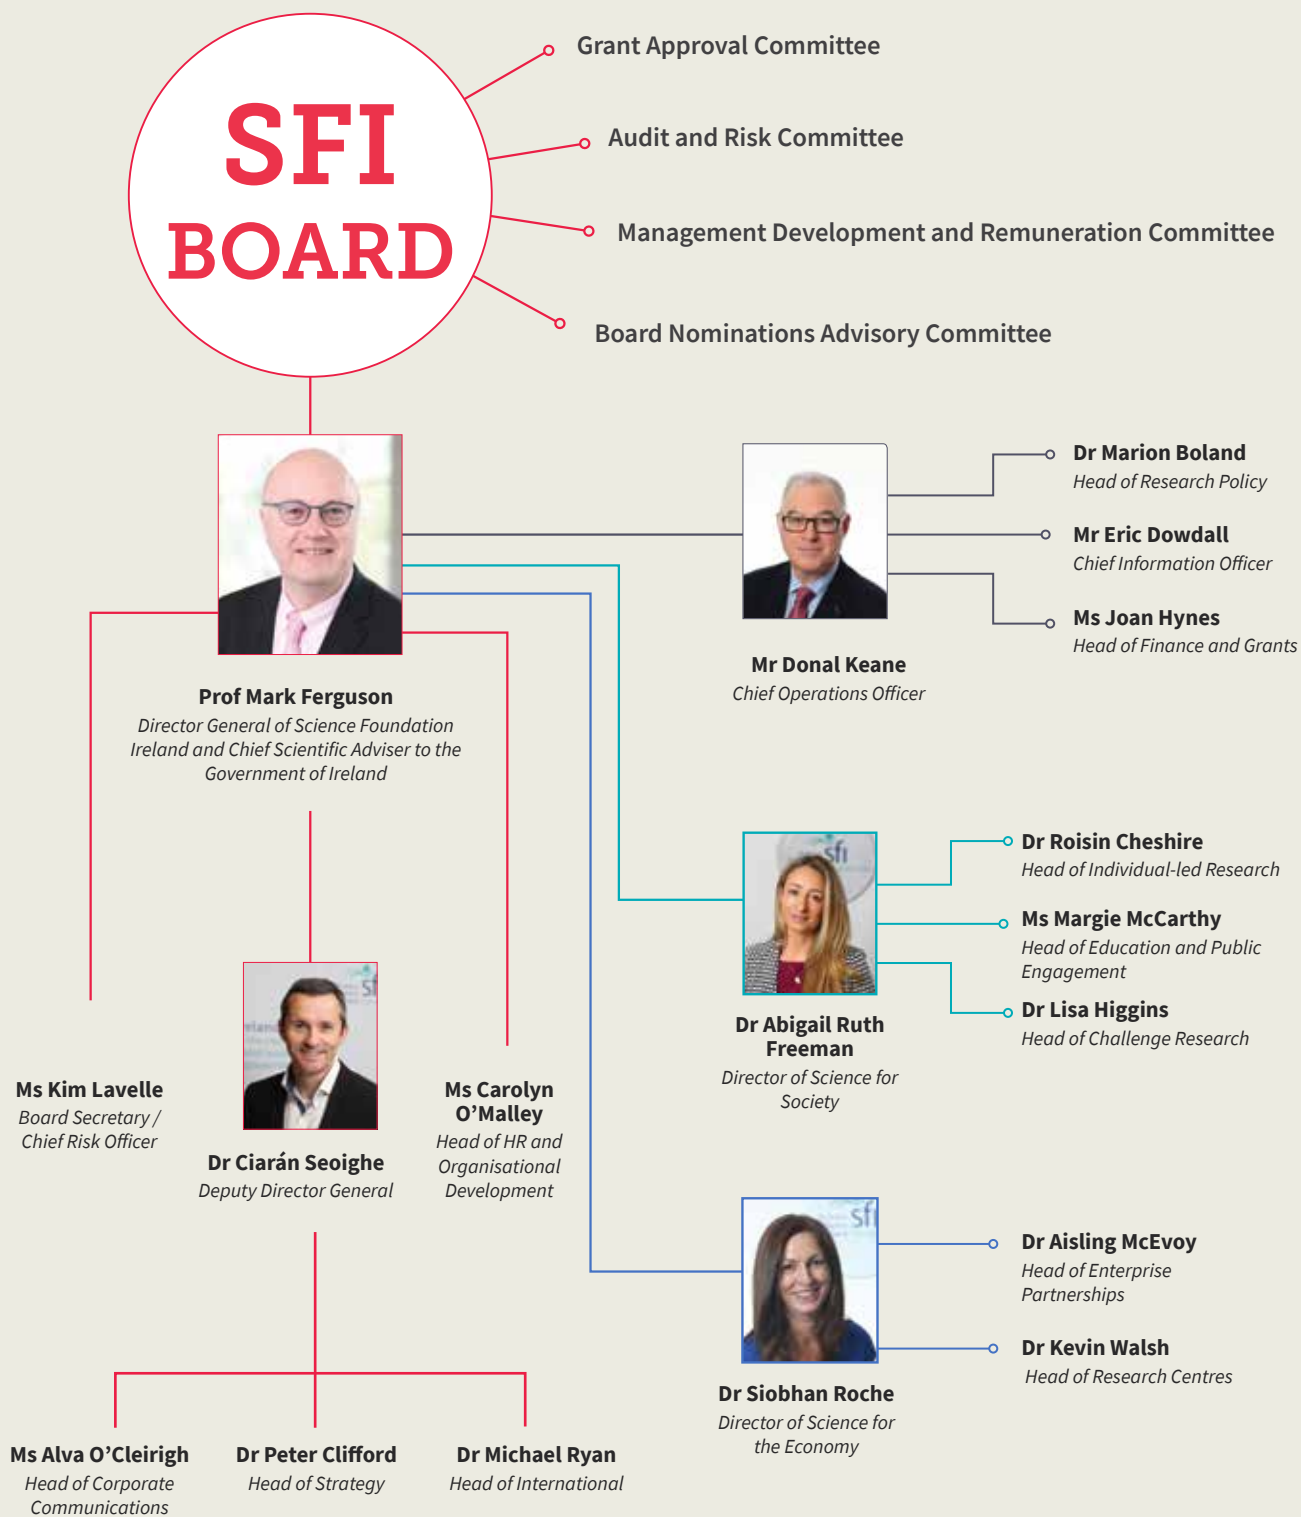 SFI
BOARD
Grant Approval Committee
Audit and Risk Committee
Management Development and Remuneration Committee
Board Nominations Advisory Committee
Prof Mark Ferguson
Director General of Science Foundation
Ireland and Chief Scientific Adviser to the
Government of Ireland
Mr Donal Keane
Chief Operations Officer
Dr Marion Boland
Head of Research Policy
Mr Eric Dowdall
Chief Information Officer
Ms Joan Hynes
Head of Finance and Grants
sfi
Dr Abigail Ruth
Freeman
Director of Science for
Society
Dr Roisin Cheshire
Head of Individual-led Research
Ms Margie McCarthy
Head of Education and Public
Engagement
Dr Lisa Higgins
Head of Challenge Research
Ms Kim Lavelle
Board Secretary /
Chief Risk Officer
Dr Ciarán Seoighe
Deputy Director General
Ms Carolyn
O’Malley
Head of HR and
Organisational
Development
sfi
Dr Siobhan Roche
Director of Science for
the Economy
Dr Aisling McEvoy
Head of Enterprise
Partnerships
Dr Kevin Walsh
Head of Research Centres
Ms Alva O’Cleirigh
Head of Corporate
Communications
Dr Peter Clifford
Head of Strategy
Dr Michael Ryan
Head of International